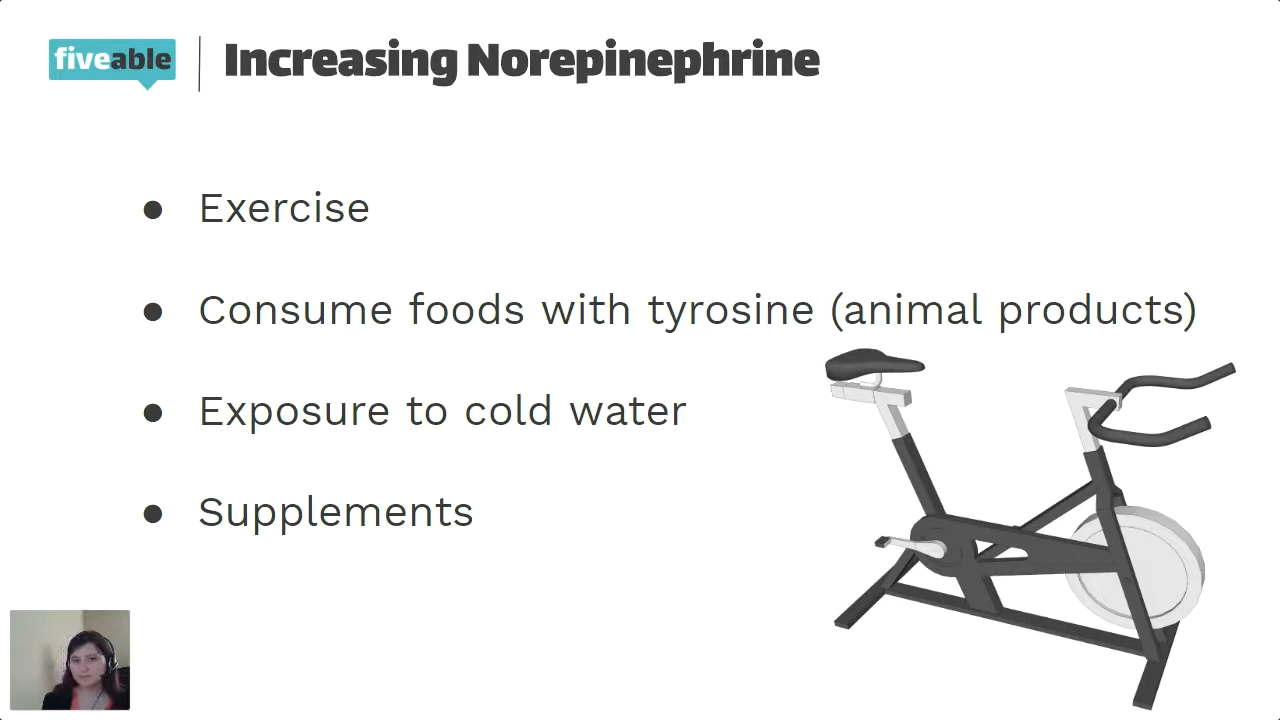 fiveable
Increasing Norepinephrine
● Exercise
● Consume foods with tyrosine (animal products)
● Exposure to cold water
● Supplements